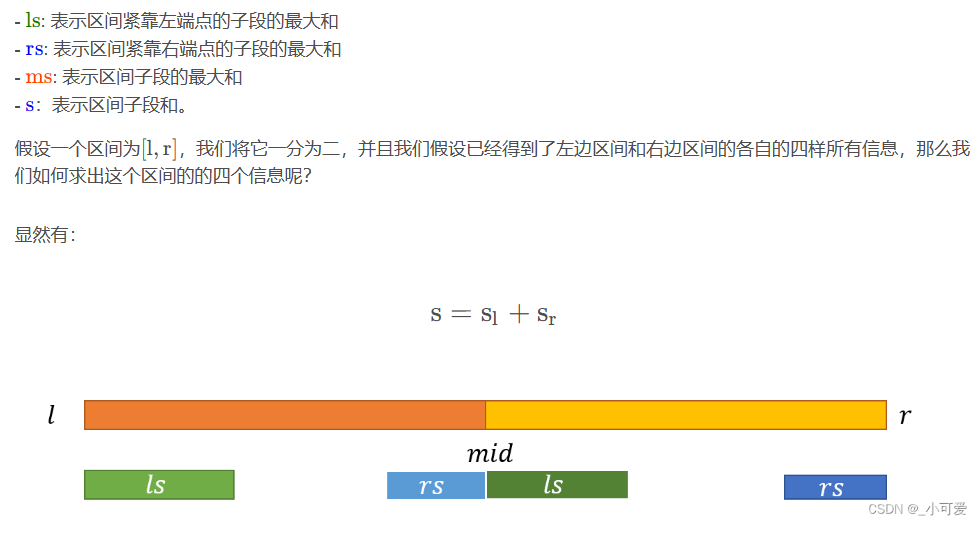 - ls: 表示区间紧靠左端点的子段的最大和
- rs: 表示区间紧靠右端点的子段的最大和
- ms: 表示区间子段的最大和
- s：表示区间子段和。
假设一个区间为[l, r]，我们将它一分为二，并且我们假设已经得到了左边区间和右边区间的各自的四样所有信息，那么我
们如何求出这个区间的的四个信息呢？
显然有：
s = sₗ + sᵣ
l r
mid
ls rs ls rs
CSDN @_小可爱